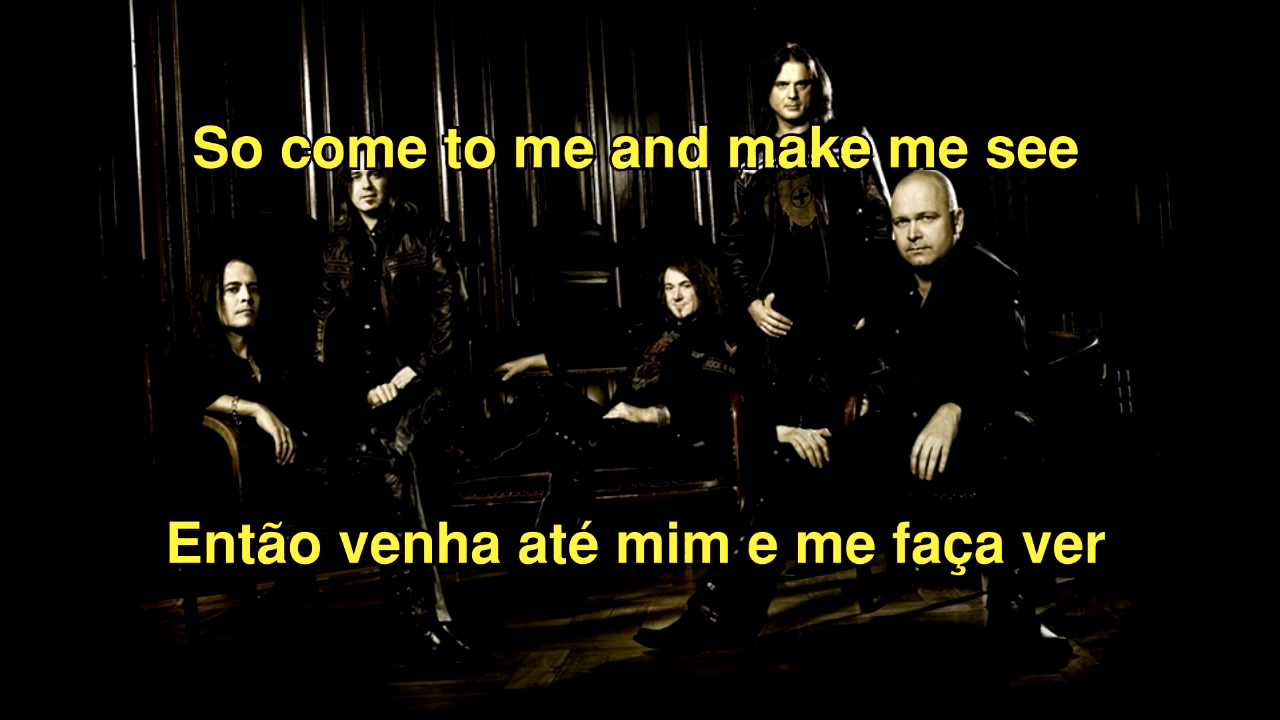 So come to me and make me see
Então venha até mim e me faça ver